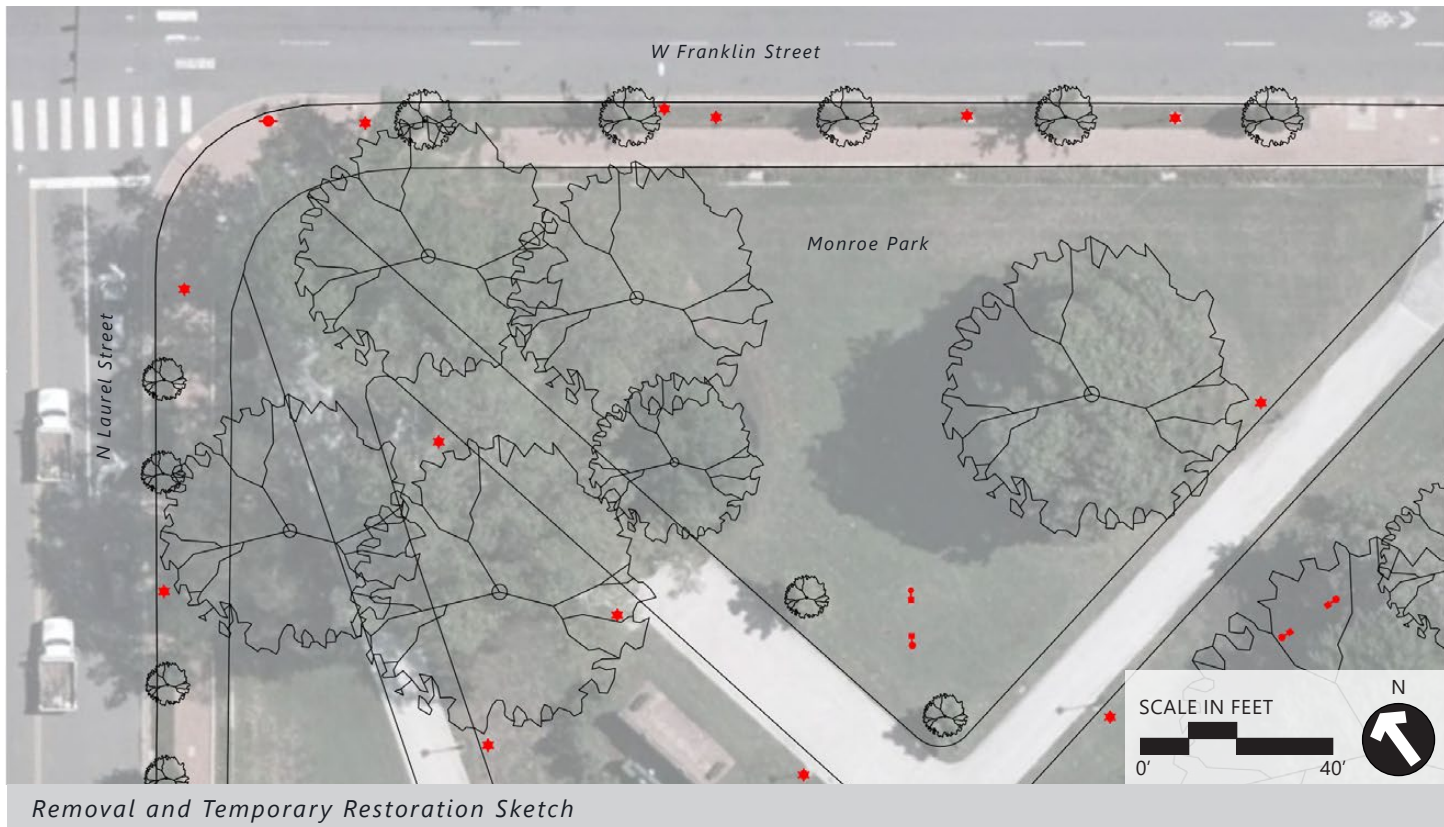 W Franklin Street
Monroe Park
N Laurel Street
N
SCALE IN FEET
0' 40'
Removal and Temporary Restoration Sketch